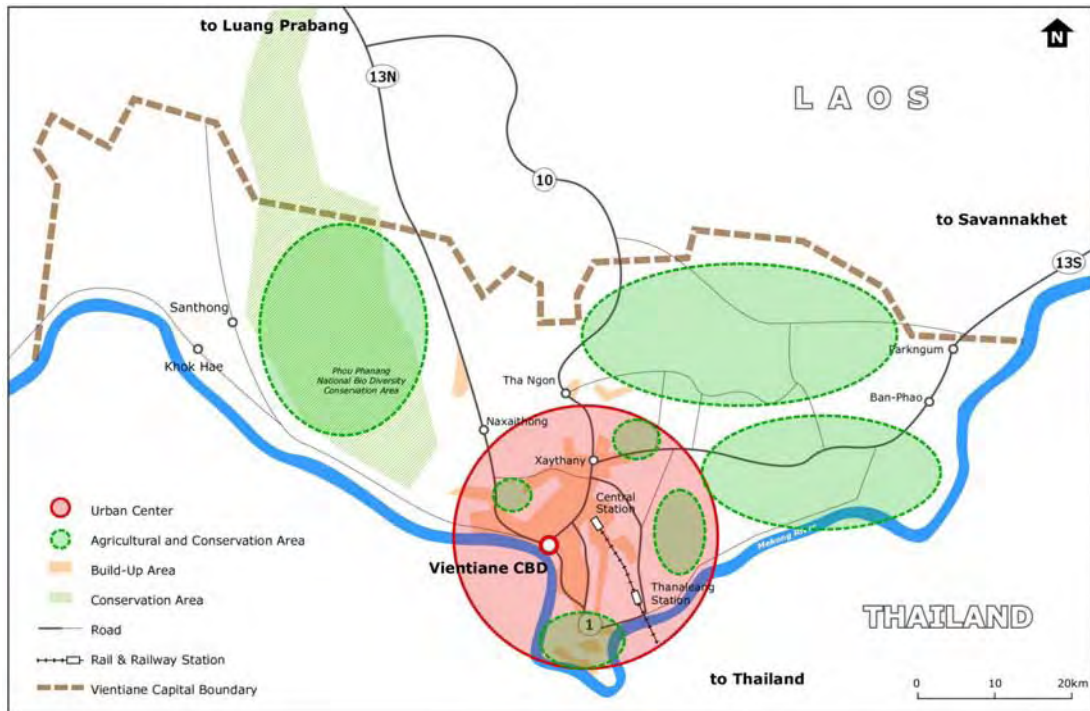 to Luang Prabang
N
13N
LAOS
10
to Savannakhet
13S
Santhong
Khok Hae
Parkngum
Phou Phanang
National Bio Diversity
Conservation Area
Tha Ngon
Ban-Phao
Naxaithong
Xaythany
Central
Station
Urban Center
Agricultural and Conservation Area
Build-Up Area
Conservation Area
Road
Rail & Railway Station
Vientiane Capital Boundary
Vientiane CBD
Mekong River
Thanaleang
Station
1
THAILAND
to Thailand
0 10 20km